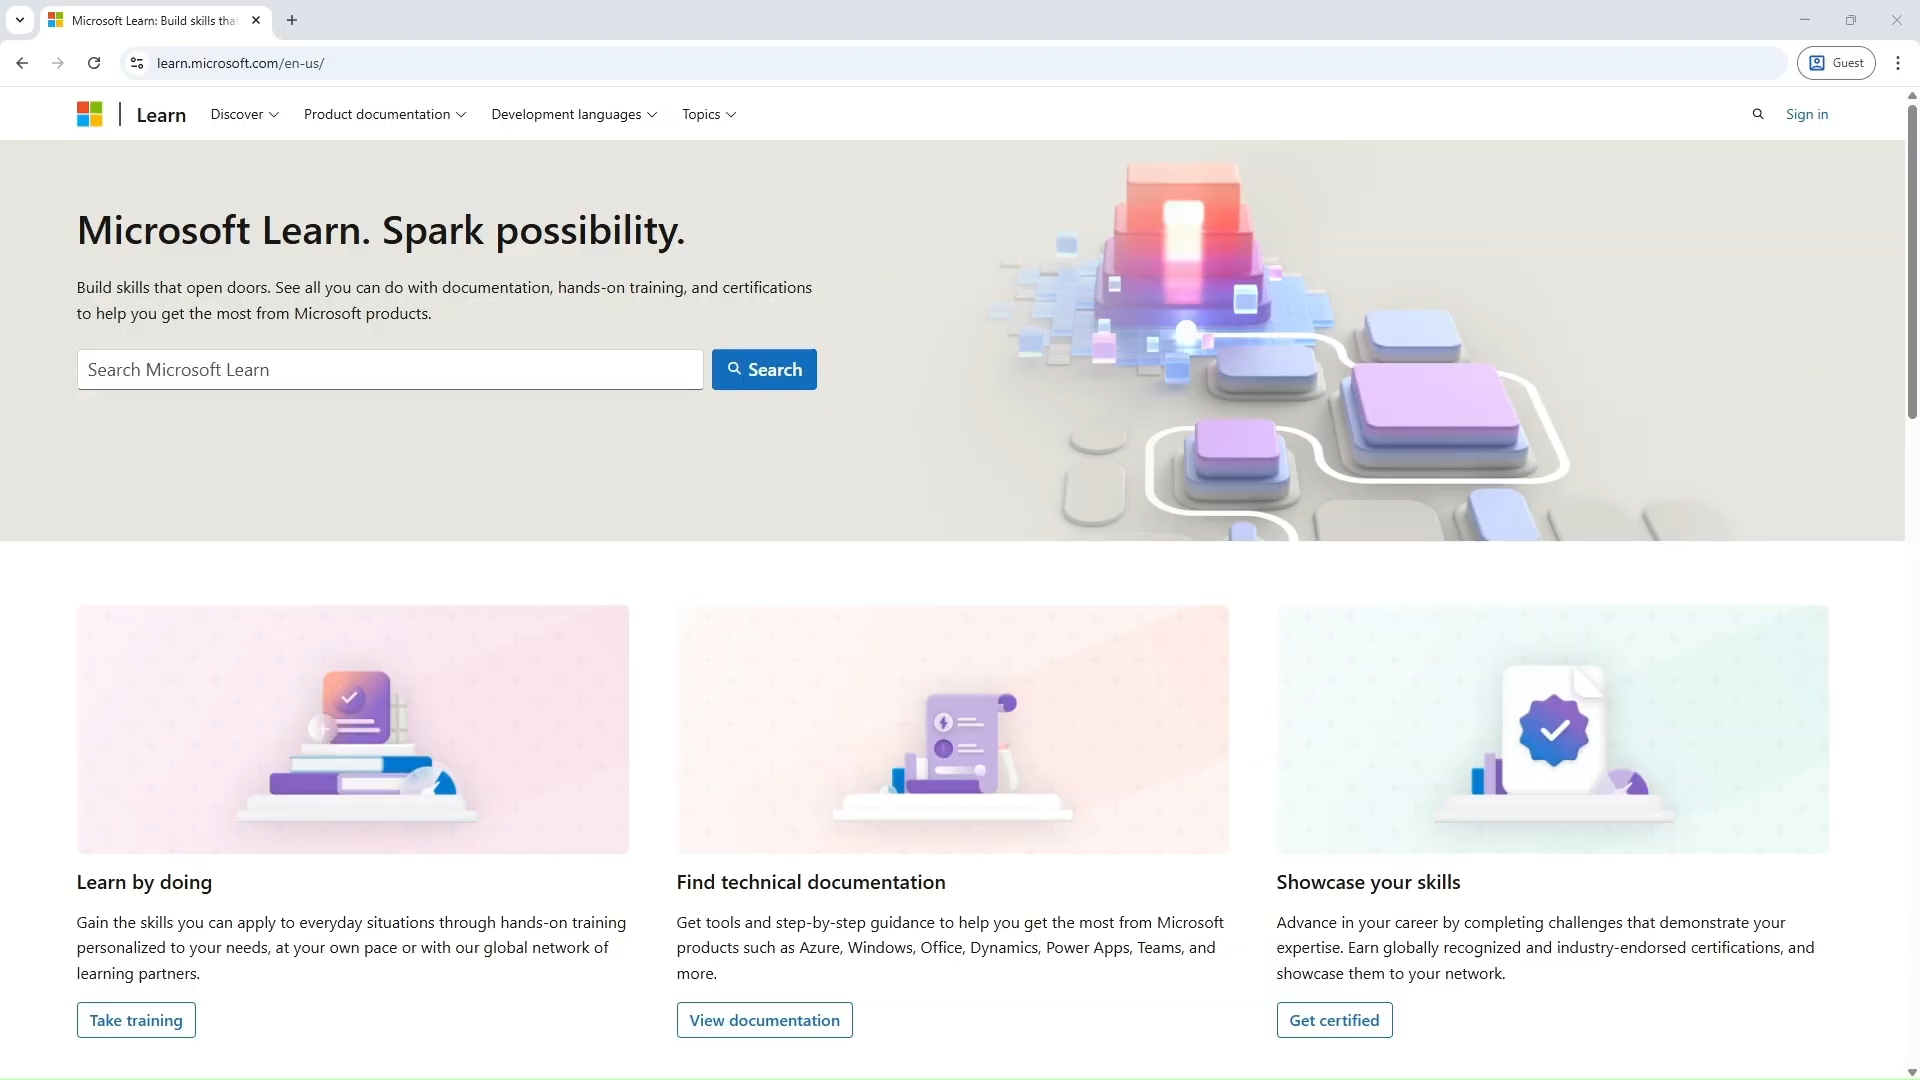 Microsoft Learn: Build skills tha
learn.microsoft.com/en-us/
Guest
Learn
Discover
Product documentation
Development languages
Topics
Sign in
Microsoft Learn. Spark possibility.
Build skills that open doors. See all you can do with documentation, hands-on training, and certifications
to help you get the most from Microsoft products.
Search Microsoft Learn
Search
Learn by doing
Gain the skills you can apply to everyday situations through hands-on training
personalized to your needs, at your own pace or with our global network of
learning partners.
Take training
Find technical documentation
Get tools and step-by-step guidance to help you get the most from Microsoft
products such as Azure, Windows, Office, Dynamics, Power Apps, Teams, and
more.
View documentation
Showcase your skills
Advance in your career by completing challenges that demonstrate your
expertise. Earn globally recognized and industry-endorsed certifications, and
showcase them to your network.
Get certified